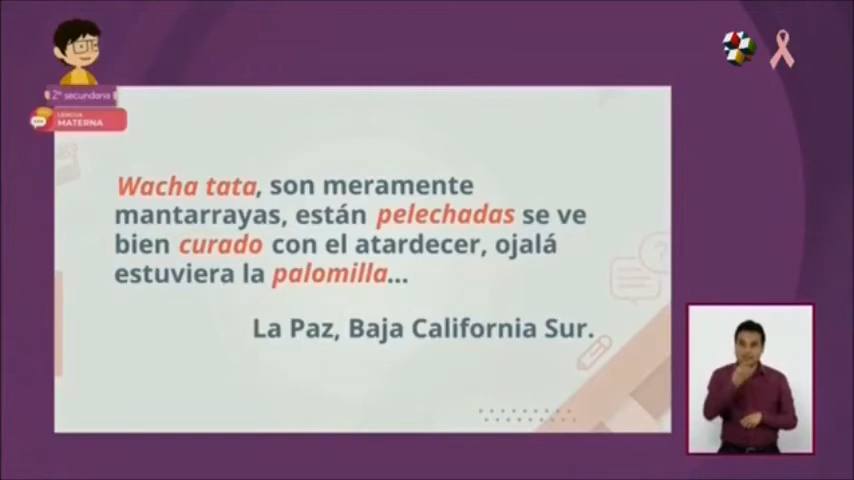 2° secundaria
LENGUA
MATERNA
Wacha tata, son meramente
mantarrayas, están pelechadas se ve
bien curado con el atardecer, ojalá
estuviera la palomilla...
La Paz, Baja California Sur.